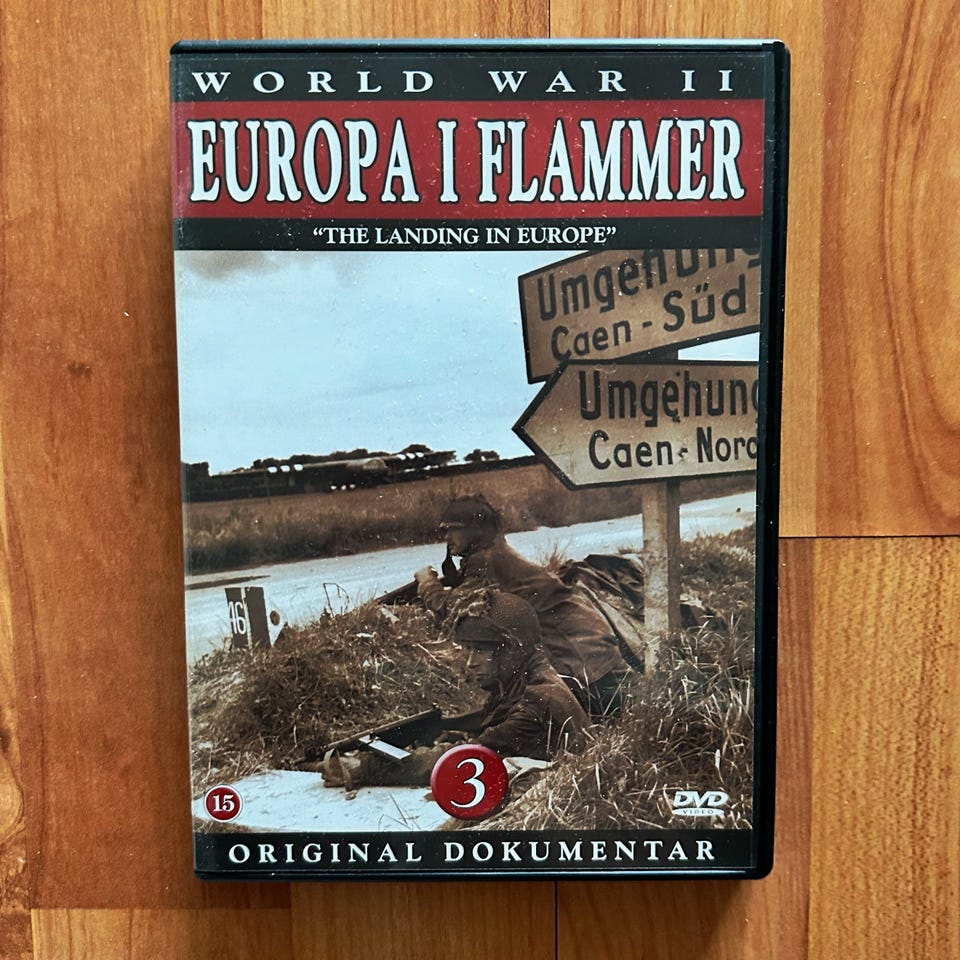 WORLD WAR II
EUROPA I FLAMMER
“THE LANDING IN EUROPE”
Umgehung
Caen - Süd
Umgehung
Caen - Nord
46
3
15
DVD
VIDEO
ORIGINAL DOKUMENTAR